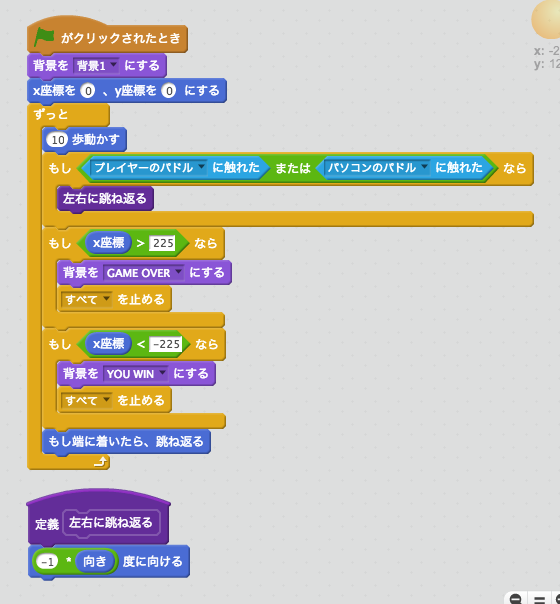 がクリックされたとき
背景を 背景1 にする
x座標を 0 、y座標を 0 にする
ずっと
10 歩動かす
もし プレイヤーのパドル に触れた または パソコンのパドル に触れた なら
左右に跳ね返る
もし x座標 > 225 なら
背景を GAME OVER にする
すべて を止める
もし x座標 < -225 なら
背景を YOU WIN にする
すべて を止める
もし端に着いたら、跳ね返る
定義 左右に跳ね返る
-1 * 向き 度に向ける